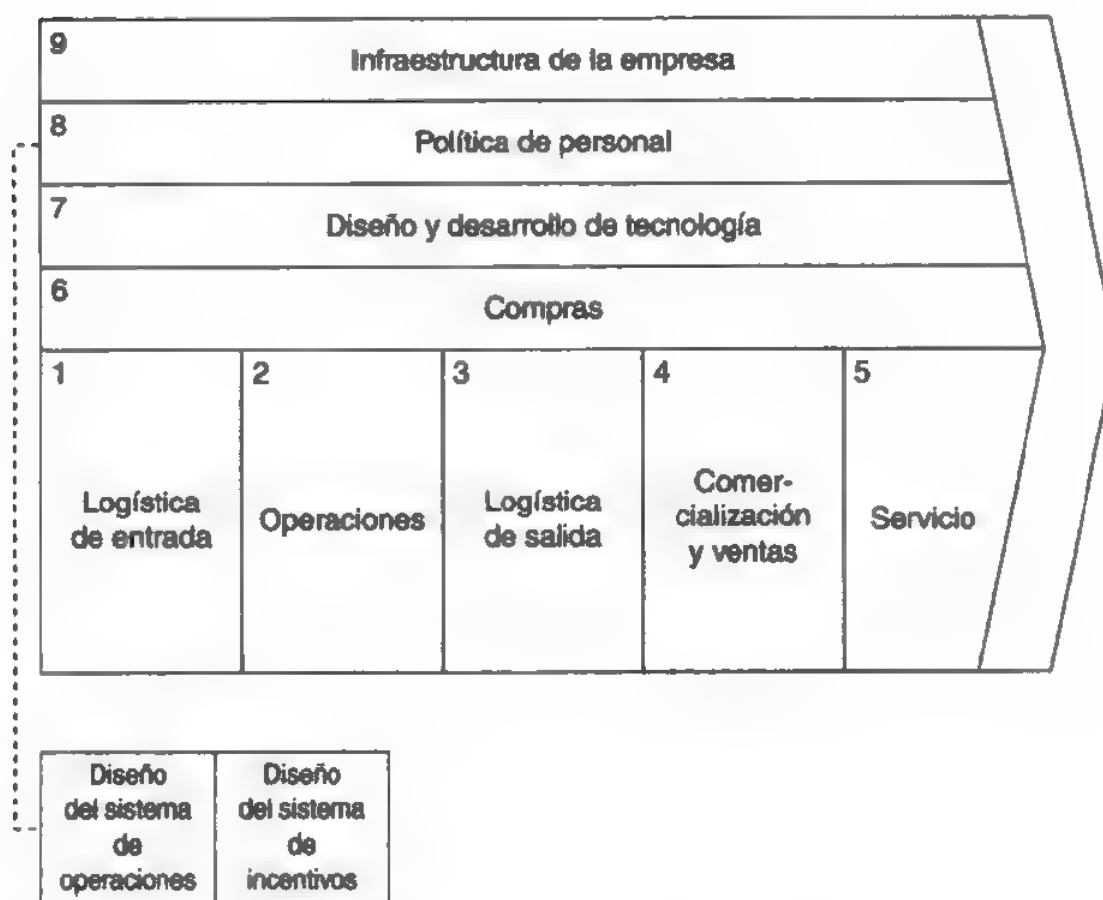 9
Infraestructura de la empresa
8
Política de personal
7
Diseño y desarrollo de tecnología
6
Compras
1
Logística
de entrada
2
Operaciones
3
Logística
de salida
4
Comer-
cialización
y ventas
5
Servicio
Diseño
del sistema
de
operaciones
Diseño
del sistema
de
incentivos